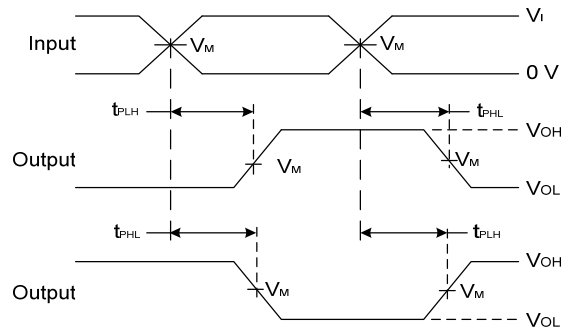 VI
Input VM VM
0 V
tPLH tPHL
VOH
Output VM VM
VOL
tPHL tPLH
VOH
Output VM VM
VOL